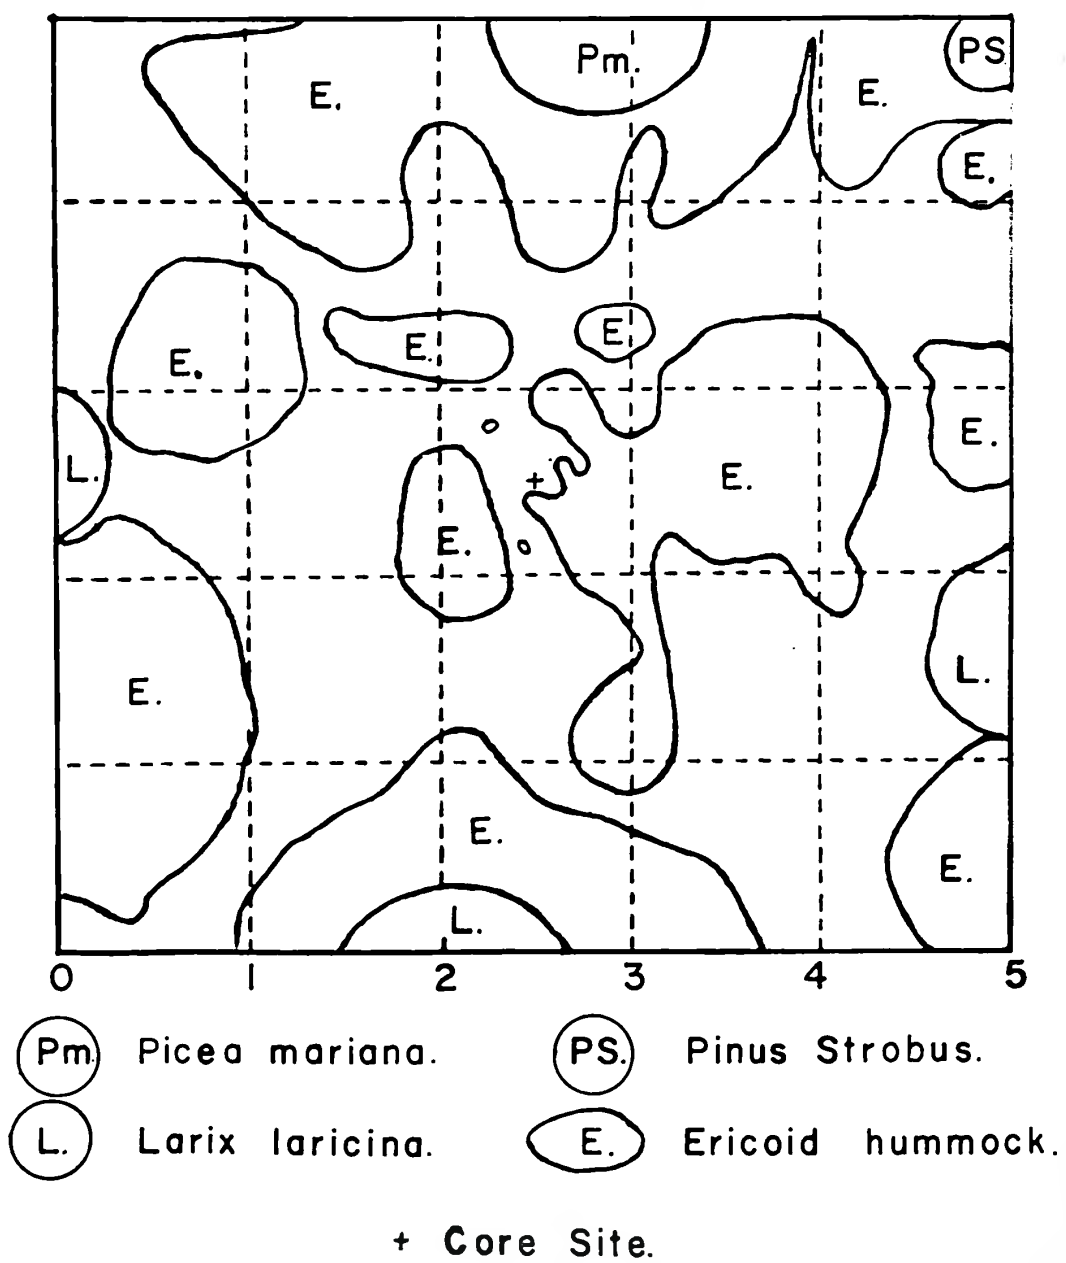 Pm.
PS
E.
E.
E.
E.
E.
E
E.
L.
E.
E.
E.
L.
E.
E.
E.
L.
0 1 2 3 4 5
Pm. Picea mariana.
PS. Pinus Strobus.
L. Larix laricina.
E. Ericoid hummock.
+ Core Site.